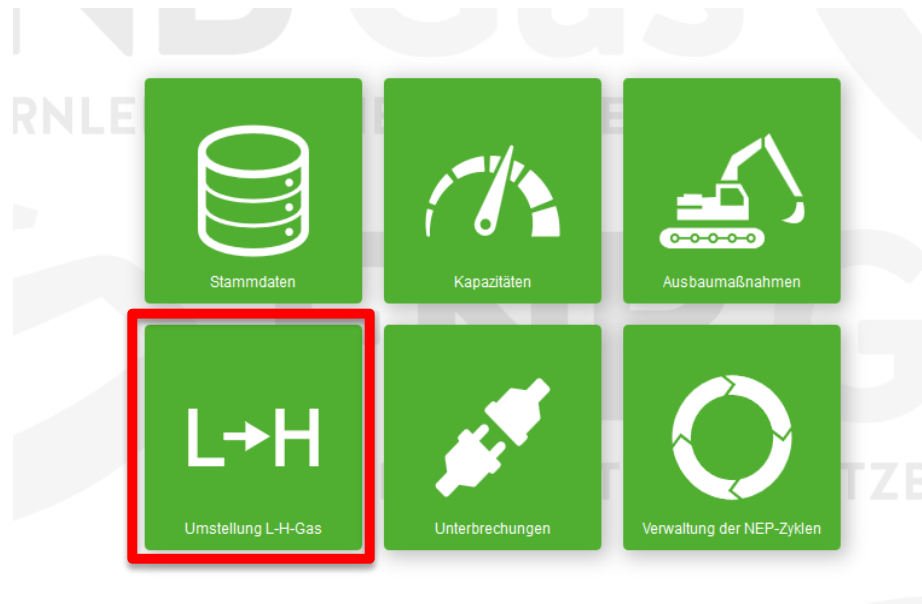 Stammdaten
Kapazitäten
Ausbaumaßnahmen
L→H
Umstellung L-H-Gas
Unterbrechungen
Verwaltung der NEP-Zyklen